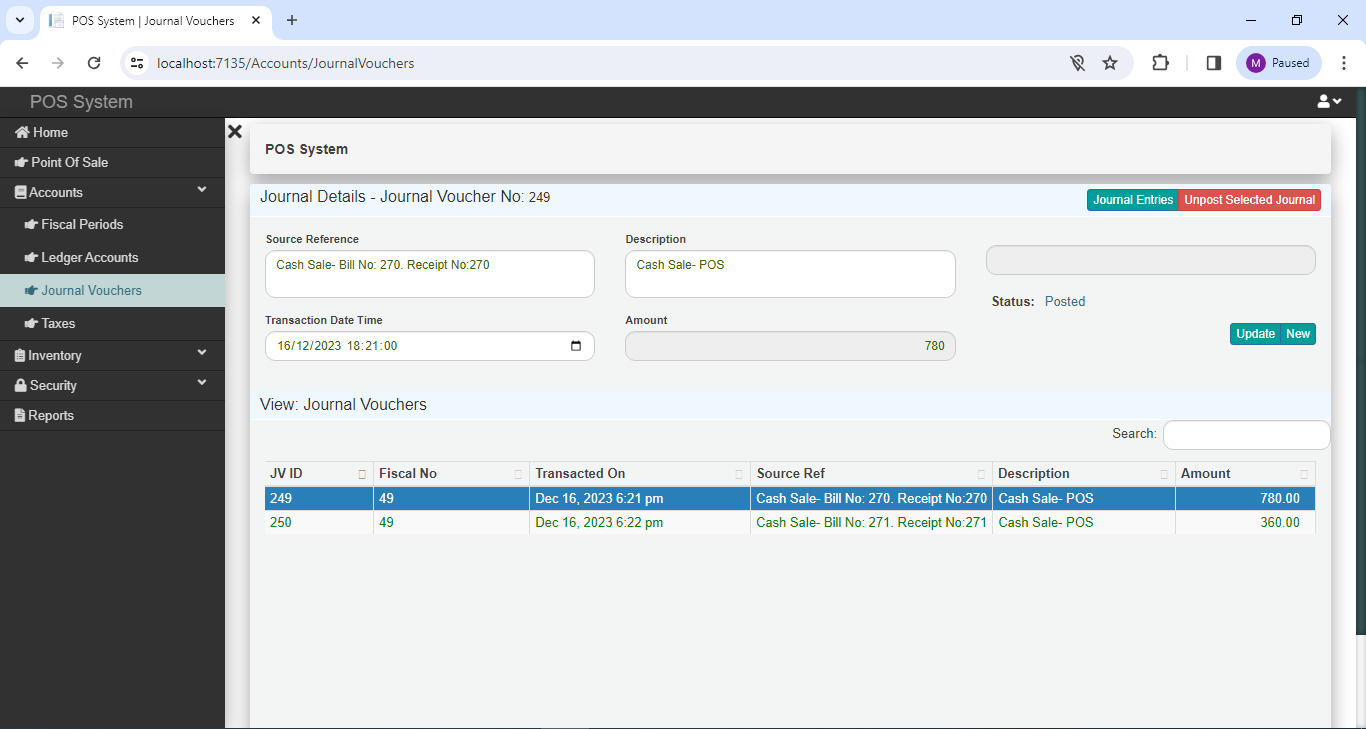 POS System | Journal Vouchers
localhost:7135/Accounts/JournalVouchers
M Paused
POS System
Home
Point Of Sale
Accounts
Fiscal Periods
Ledger Accounts
Journal Vouchers
Taxes
Inventory
Security
Reports
POS System
Journal Details - Journal Voucher No: 249
Journal Entries Unpost Selected Journal
Source Reference Description
Cash Sale- Bill No: 270. Receipt No:270 Cash Sale- POS
Status: Posted
Transaction Date Time Amount
16/12/2023 18:21:00 780
Update New
View: Journal Vouchers
Search:
JV ID Fiscal No Transacted On Source Ref Description Amount
249 49 Dec 16, 2023 6:21 pm Cash Sale- Bill No: 270. Receipt No:270 Cash Sale- POS 780.00
250 49 Dec 16, 2023 6:22 pm Cash Sale- Bill No: 271. Receipt No:271 Cash Sale- POS 360.00